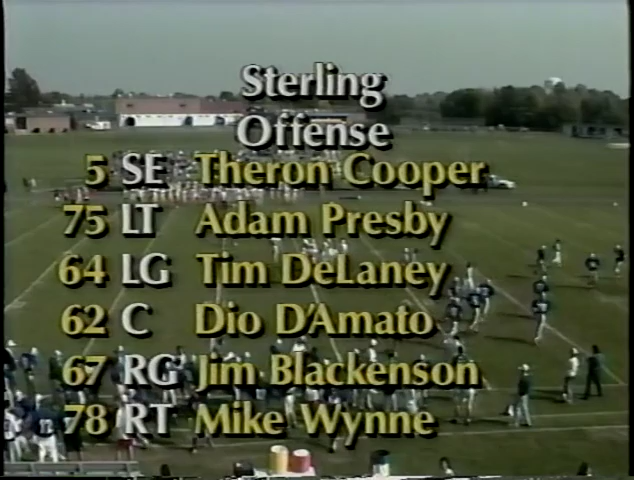 Sterling
Offense
5 SE Theron Cooper
75 LT Adam Presby
64 LG Tim DeLaney
62 C Dio D'Amato
67 RG Jim Blackenson
78 RT Mike Wynne